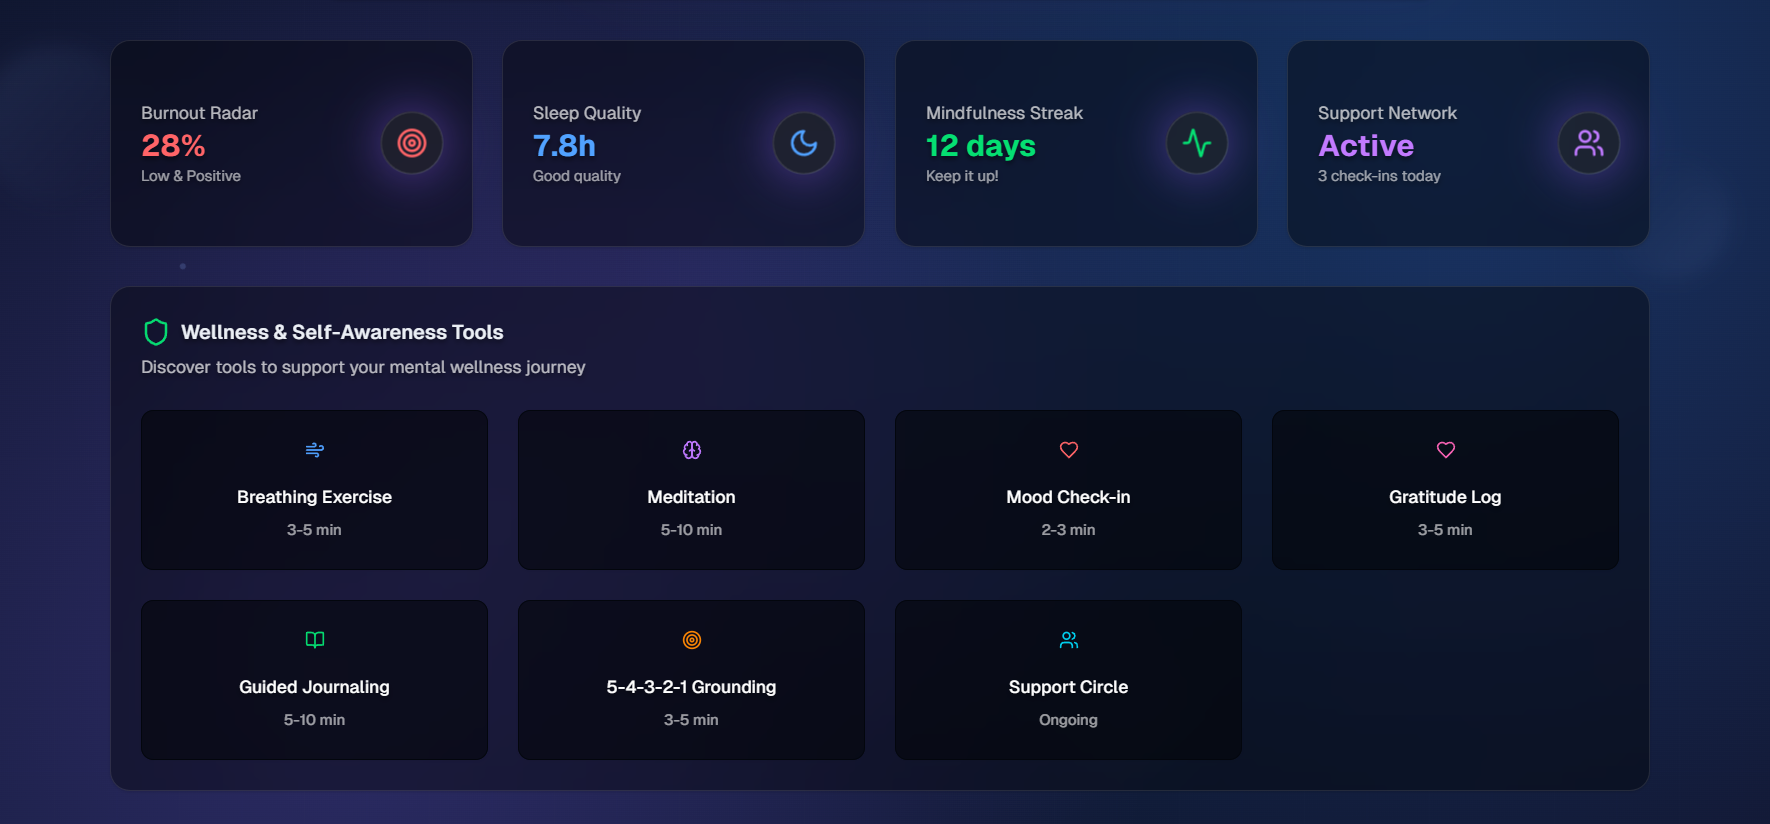 Burnout Radar
28%
Low & Positive
Sleep Quality
7.8h
Good quality
Mindfulness Streak
12 days
Keep it up!
Support Network
Active
3 check-ins today
Wellness & Self-Awareness Tools
Discover tools to support your mental wellness journey
Breathing Exercise
3-5 min
Meditation
5-10 min
Mood Check-in
2-3 min
Gratitude Log
3-5 min
Guided Journaling
5-10 min
5-4-3-2-1 Grounding
3-5 min
Support Circle
Ongoing